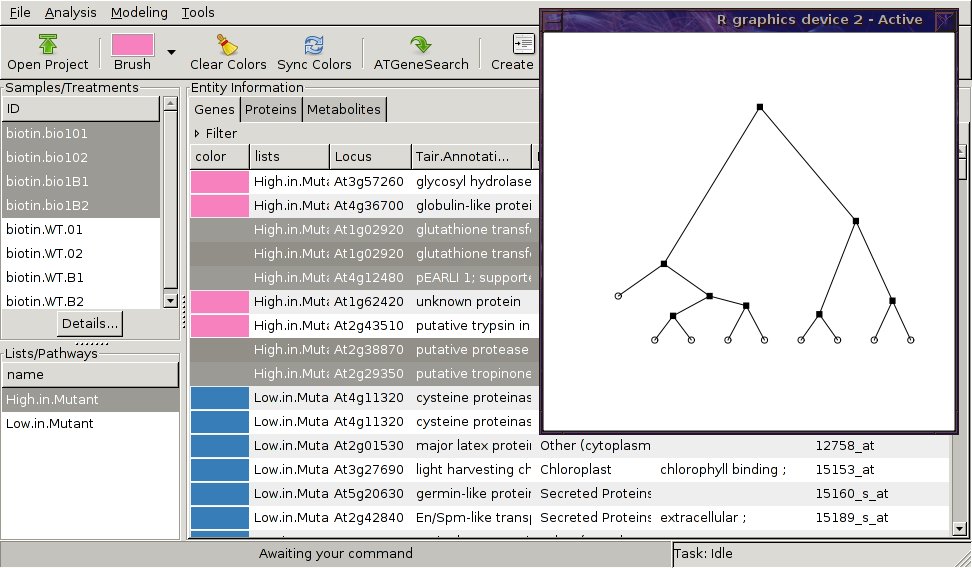 File Analysis Modeling Tools
R graphics device 2 - Active
Open Project Brush Clear Colors Sync Colors ATGeneSearch Create
Samples/Treatments
ID
biotin.bio101
biotin.bio102
biotin.bio1B1
biotin.bio1B2
biotin.WT.01
biotin.WT.02
biotin.WT.B1
biotin.WT.B2
Details...
Lists/Pathways
name
High.in.Mutant
Low.in.Mutant
Entity Information
Genes Proteins Metabolites
Filter
color lists Locus Tair.Annotati...
High.in.Muta At3g57260 glycosyl hydrolase
High.in.Muta At4g36700 globulin-like protei
High.in.Muta At1g02920 glutathione transf
High.in.Muta At1g02920 glutathione transf
High.in.Muta At4g12480 pEARLI 1; supporte
High.in.Muta At1g62420 unknown protein
High.in.Muta At2g43510 putative trypsin in
High.in.Muta At2g38870 putative protease
High.in.Muta At2g29350 putative tropinone
Low.in.Muta At4g11320 cysteine proteinas
Low.in.Muta At4g11320 cysteine proteinas
Low.in.Muta At2g01530 major latex protein Other (cytoplasm 12758_at
Low.in.Muta At3g27690 light harvesting ch Chloroplast chlorophyll binding ; 15153_at
Low.in.Muta At5g20630 germin-like protein Secreted Proteins 15160_s_at
Low.in.Muta At2g42840 En/Spm-like transp Secreted Proteins extracellular ; 15189_s_at
Awaiting your command Task: Idle